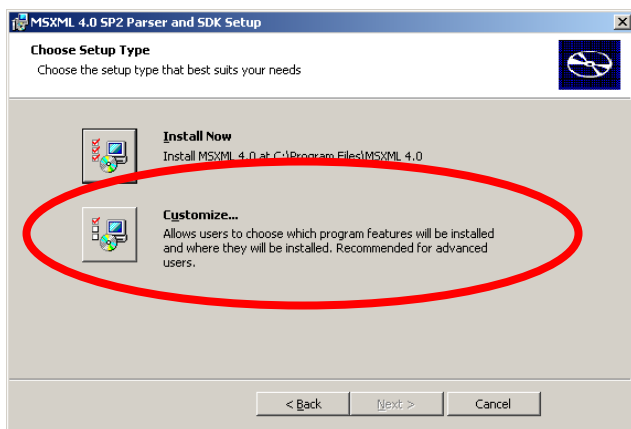 MSXML 4.0 SP2 Parser and SDK Setup
Choose Setup Type
Choose the setup type that best suits your needs
Install Now
Install MSXML 4.0 at C:\Program Files\MSXML 4.0
Customize...
Allows users to choose which program features will be installed
and where they will be installed. Recommended for advanced
users.
< Back Next > Cancel